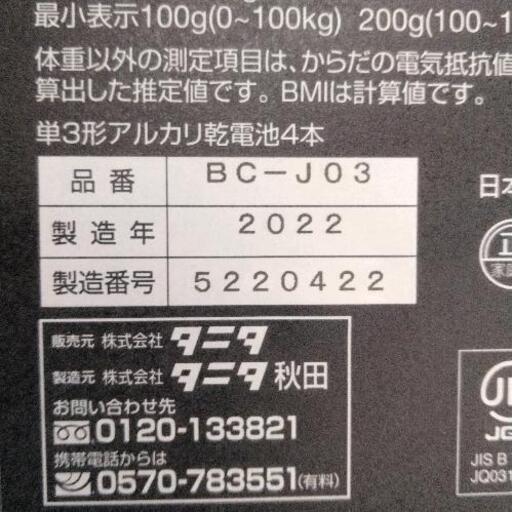 最小表示100g(0~100kg) 200g(100~1
体重以外の測定項目は、からだの電気抵抗値
算出した推定値です。BMIは計算値です。
単3形アルカリ乾電池4本
品番 BC-J03
製造年 2022
製造番号 5220422
日本
正
家庭
販売元 株式会社 タニタ
製造元 株式会社 タニタ 秋田
お問い合わせ先
0120-133821
携帯電話からは
0570-783551(有料)
JIS B
JQ031